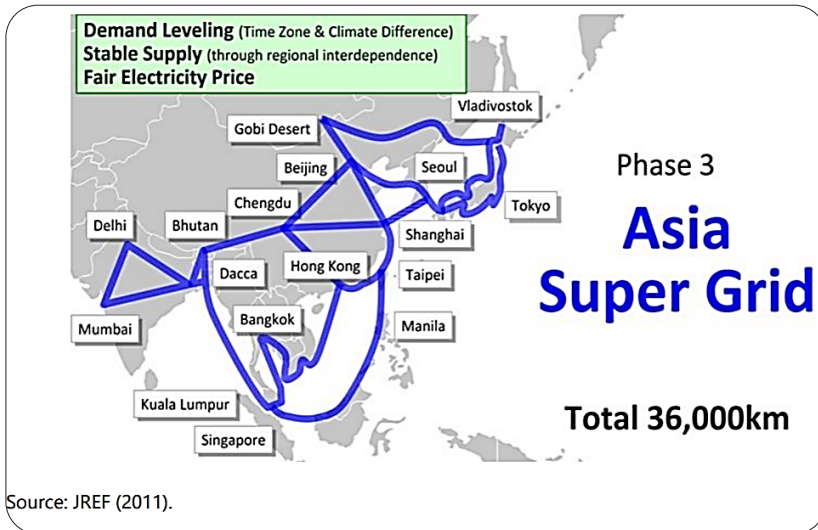 Demand Leveling (Time Zone & Climate Difference)
Stable Supply (through regional interdependence)
Fair Electricity Price
Vladivostok
Gobi Desert
Beijing
Seoul
Phase 3
Chengdu
Tokyo
Asia
Super Grid
Delhi
Bhutan
Shanghai
Dacca
Hong Kong
Taipei
Mumbai
Bangkok
Manila
Kuala Lumpur
Total 36,000km
Singapore
Source: JREF (2011).